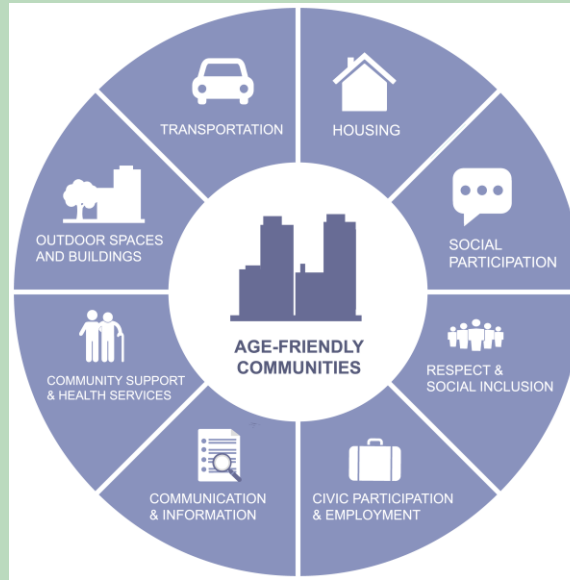 TRANSPORTATION
HOUSING
SOCIAL
PARTICIPATION
RESPECT &
SOCIAL INCLUSION
CIVIC PARTICIPATION
& EMPLOYMENT
COMMUNICATION
& INFORMATION
COMMUNITY SUPPORT
& HEALTH SERVICES
OUTDOOR SPACES
AND BUILDINGS
AGE-FRIENDLY
COMMUNITIES